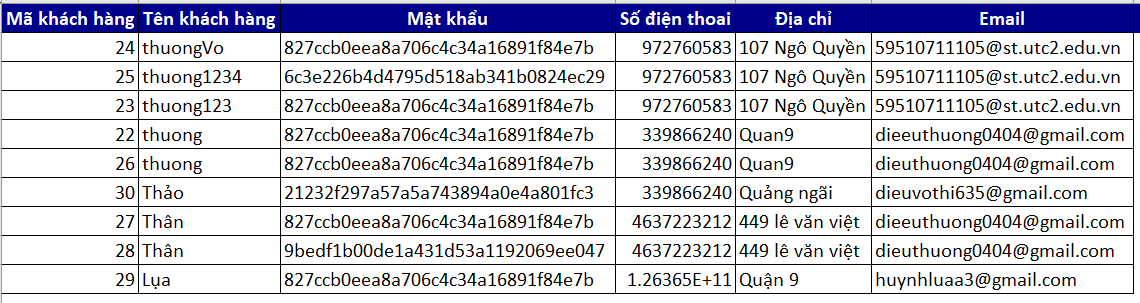 Mã khách hàng Tên khách hàng Mật khẩu Số điện thoai Địa chỉ Email
24 thuongVo 827ccb0eea8a706c4c34a16891f84e7b 972760583 107 Ngô Quyền 59510711105@st.utc2.edu.vn
25 thuong1234 6c3e226b4d4795d518ab341b0824ec29 972760583 107 Ngô Quyền 59510711105@st.utc2.edu.vn
23 thuong123 827ccb0eea8a706c4c34a16891f84e7b 972760583 107 Ngô Quyền 59510711105@st.utc2.edu.vn
22 thuong 827ccb0eea8a706c4c34a16891f84e7b 339866240 Quan9 dieeuthuong0404@gmail.com
26 thuong 827ccb0eea8a706c4c34a16891f84e7b 339866240 Quan9 dieuthuong0404@gmail.com
30 Thảo 21232f297a57a5a743894a0e4a801fc3 339866240 Quảng ngãi dieuvothi635@gmail.com
27 Thân 827ccb0eea8a706c4c34a16891f84e7b 4637223212 449 lê văn việt dieeuthuong0404@gmail.com
28 Thân 9bedf1b00de1a431d53a1192069ee047 4637223212 449 lê văn việt dieuthuong0404@gmail.com
29 Lụa 827ccb0eea8a706c4c34a16891f84e7b 1.26365E+11 Quận 9 huynhluaa3@gmail.com